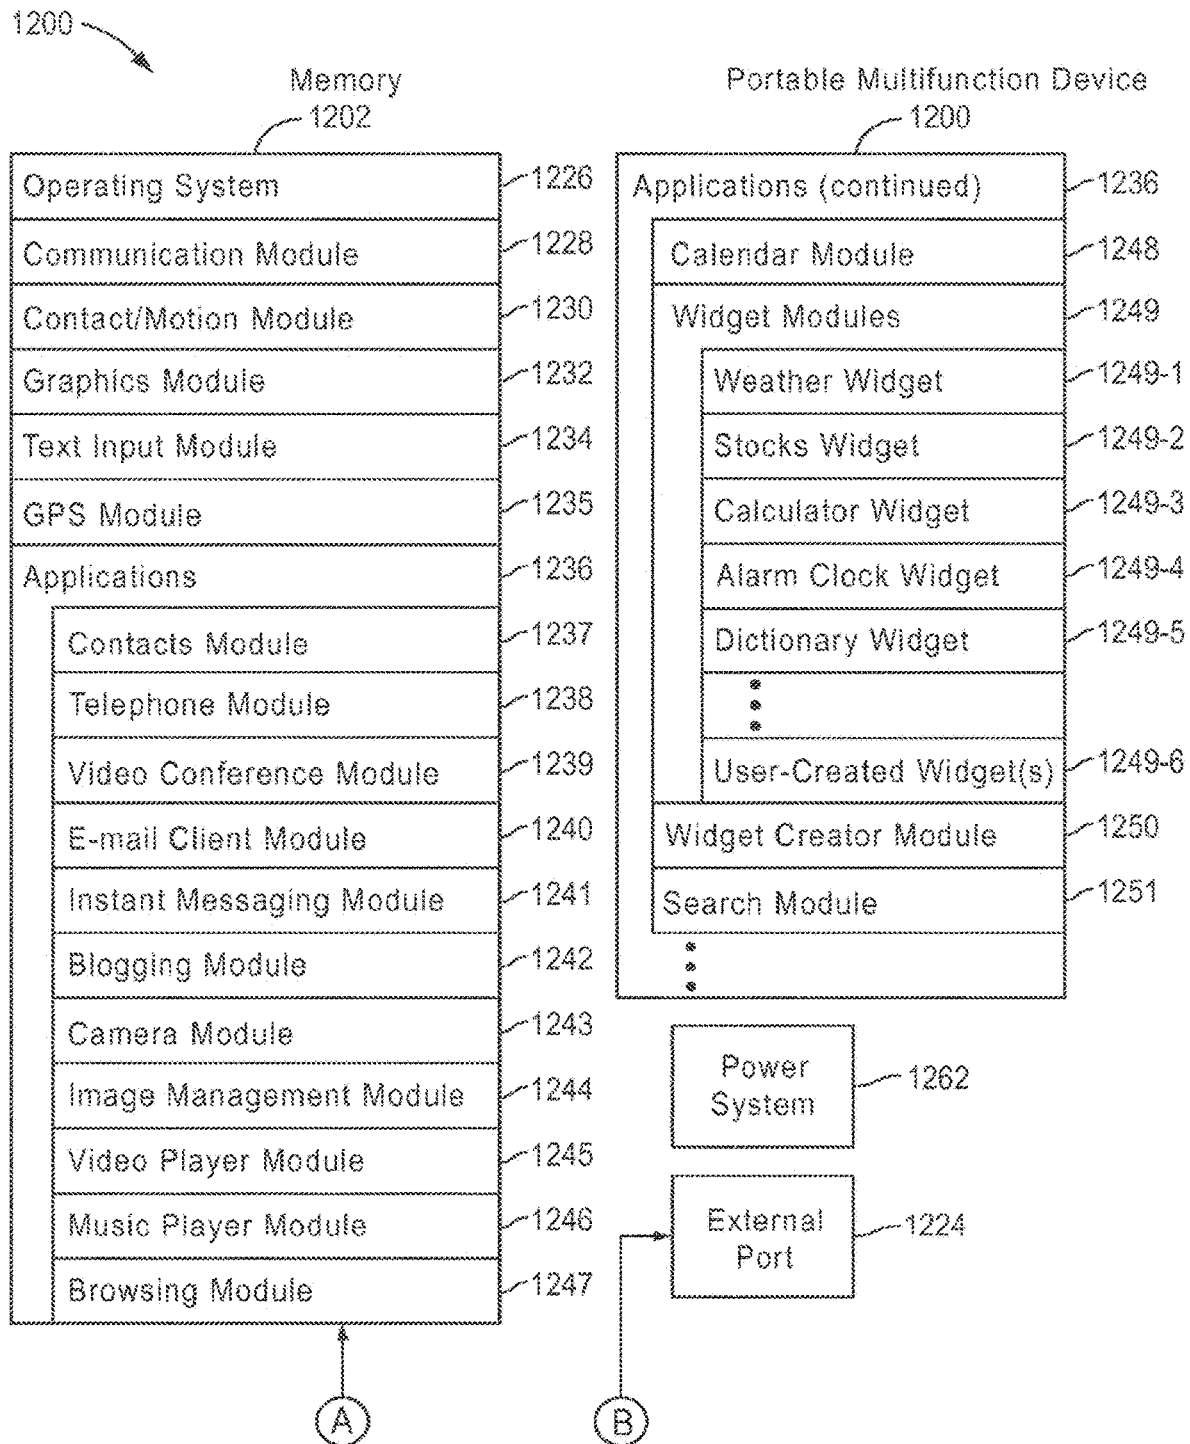 1200
Memory
1202
Operating System 1226
Communication Module 1228
Contact/Motion Module 1230
Graphics Module 1232
Text Input Module 1234
GPS Module 1235
Applications 1236
Contacts Module 1237
Telephone Module 1238
Video Conference Module 1239
E-mail Client Module 1240
Instant Messaging Module 1241
Blogging Module 1242
Camera Module 1243
Image Management Module 1244
Video Player Module 1245
Music Player Module 1246
Browsing Module 1247
A
Portable Multifunction Device
1200
Applications (continued) 1236
Calendar Module 1248
Widget Modules 1249
Weather Widget 1249-1
Stocks Widget 1249-2
Calculator Widget 1249-3
Alarm Clock Widget 1249-4
Dictionary Widget 1249-5
User-Created Widget(s) 1249-6
Widget Creator Module 1250
Search Module 1251
Power
System 1262
External
Port 1224
B